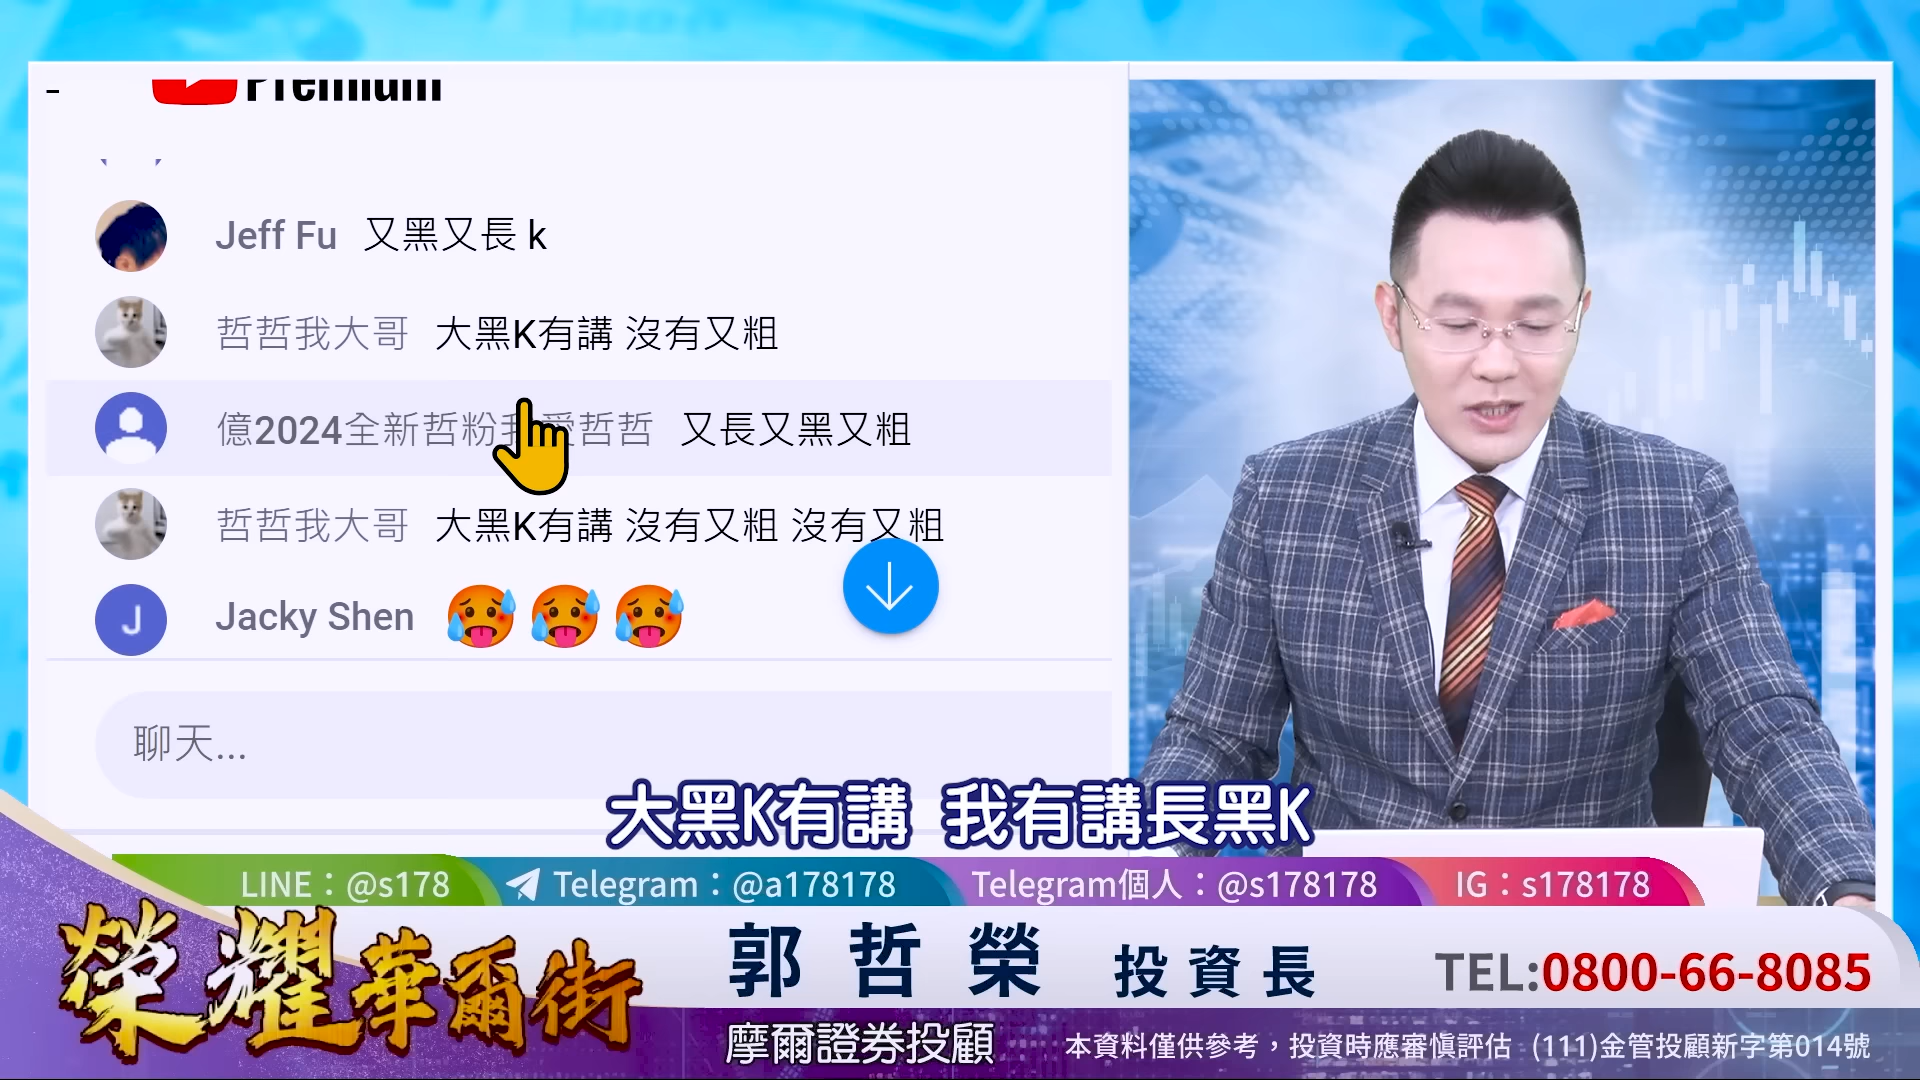 Premium
Jeff Fu 又黑又長 k
哲哲我大哥 大黑K有講 沒有又粗
億2024全新哲粉我愛哲哲 又長又黑又粗
哲哲我大哥 大黑K有講 沒有又粗 沒有又粗
J Jacky Shen
聊天...
大黑K有講 我有講長黑K
LINE：@s178 Telegram：@a178178 Telegram個人：@s178178 IG：s178178
榮耀華爾街
郭哲榮 投資長 TEL:0800-66-8085
摩爾證券投顧 本資料僅供參考，投資時應審慎評估 (111)金管投顧新字第014號